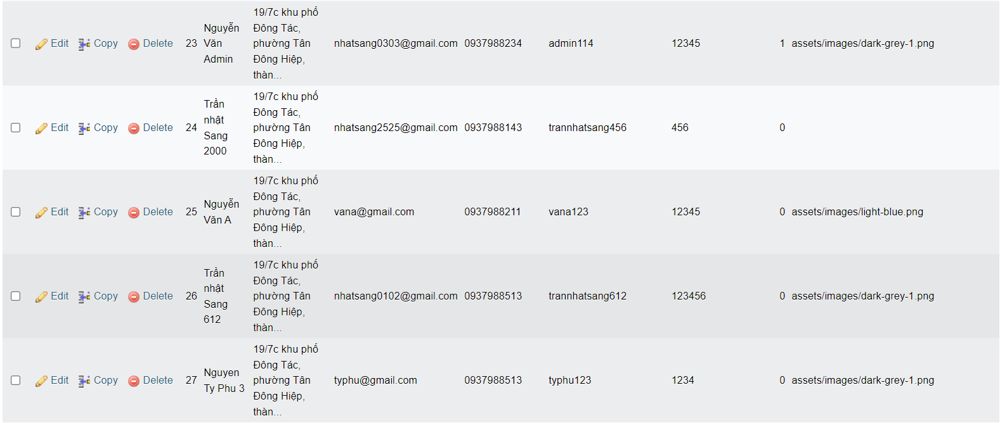 Edit Copy Delete 23 Nguyễn Văn Admin 19/7c khu phố Đông Tác, phường Tân Đông Hiệp, thàn... nhatsang0303@gmail.com 0937988234 admin114 12345 1 assets/images/dark-grey-1.png
Edit Copy Delete 24 Trần nhật Sang 2000 19/7c khu phố Đông Tác, phường Tân Đông Hiệp, thàn... nhatsang2525@gmail.com 0937988143 trannhatsang456 456 0
Edit Copy Delete 25 Nguyễn Văn A 19/7c khu phố Đông Tác, phường Tân Đông Hiệp, thàn... vana@gmail.com 0937988211 vana123 12345 0 assets/images/light-blue.png
Edit Copy Delete 26 Trần nhật Sang 612 19/7c khu phố Đông Tác, phường Tân Đông Hiệp, thàn... nhatsang0102@gmail.com 0937988513 trannhatsang612 123456 0 assets/images/dark-grey-1.png
Edit Copy Delete 27 Nguyen Ty Phu 3 19/7c khu phố Đông Tác, phường Tân Đông Hiệp, thàn... typhu@gmail.com 0937988513 typhu123 1234 0 assets/images/dark-grey-1.png